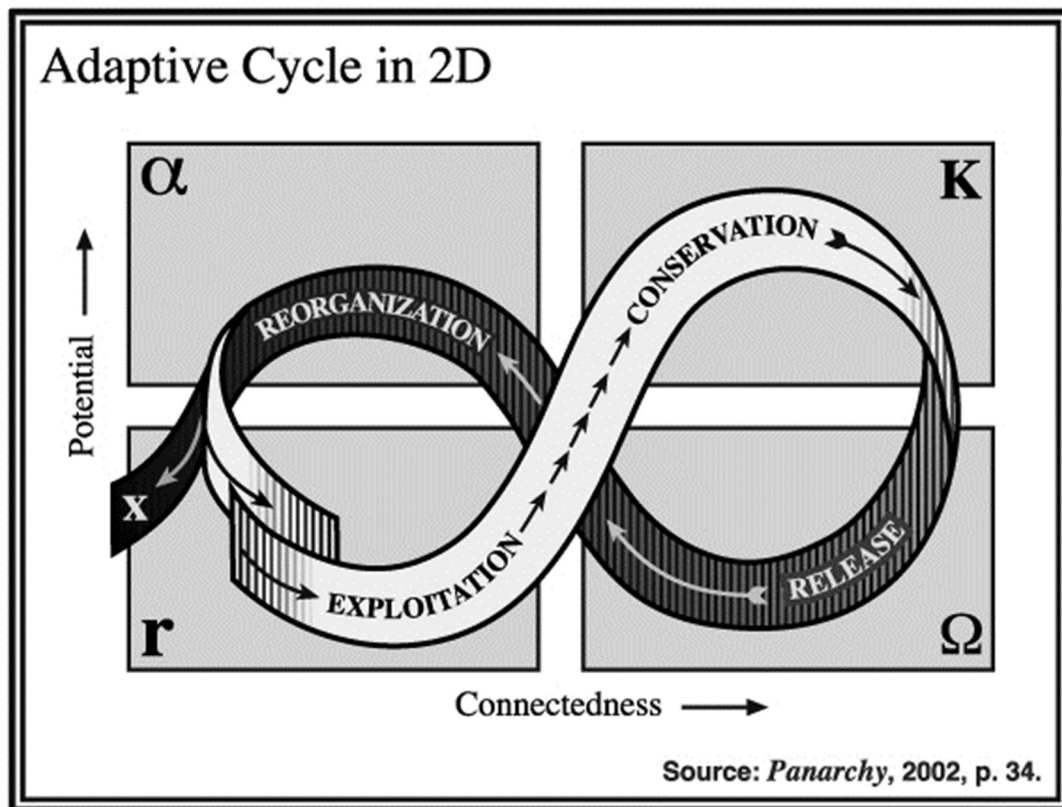 Adaptive Cycle in 2D
α
K
REORGANIZATION
CONSERVATION
Potential
x
EXPLOITATION
RELEASE
r
Ω
Connectedness
Source: Panarchy, 2002, p. 34.